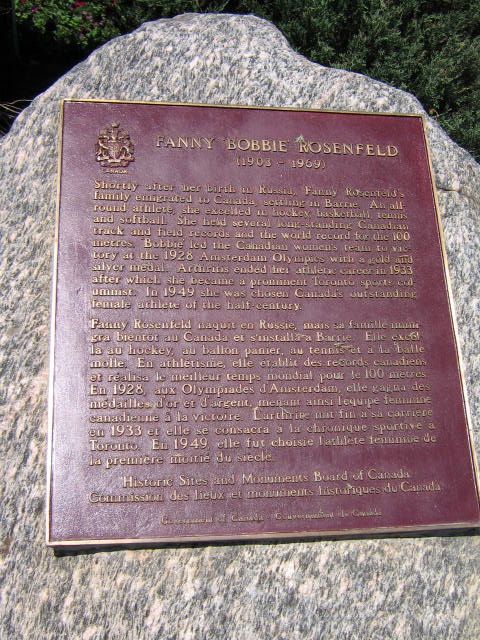 CANADA
FANNY "BOBBIE" ROSENFELD
(1903 - 1969)
Shortly after her birth in Russia, Fanny Rosenfeld's
family emigrated to Canada, settling in Barrie. An all-
round athlete, she excelled in hockey, basketball, tennis
and softball. She held several long-standing Canadian
track and field records and the world record for the 100
metres. Bobbie led the Canadian women's team to vic-
tory at the 1928 Amsterdam Olympics with a gold and
silver medal. Arthritis ended her athletic career in 1933
after which she became a prominent Toronto sports col-
umnist. In 1949 she was chosen Canada's outstanding
female athlete of the half-century.
Fanny Rosenfeld naquit en Russie, mais sa famille immi-
gra bientôt au Canada et s'installa à Barrie. Elle excel-
la au hockey, au ballon panier, au tennis et à la balle
molle. En athlétisme, elle établit des records canadiens
et réalisa le meilleur temps mondial pour le 100 mètres.
En 1928, aux Olympiades d'Amsterdam, elle gagna des
médailles d'or et d'argent, menant ainsi l'équipe féminine
canadienne à la victoire. L'arthrite mit fin à sa carrière
en 1933 et elle se consacra à la chronique sportive à
Toronto. En 1949, elle fut choisie l'athlète féminine de
la première moitié du siècle.
Historic Sites and Monuments Board of Canada
Commission des lieux et monuments historiques du Canada
Government of Canada - Gouvernement du Canada